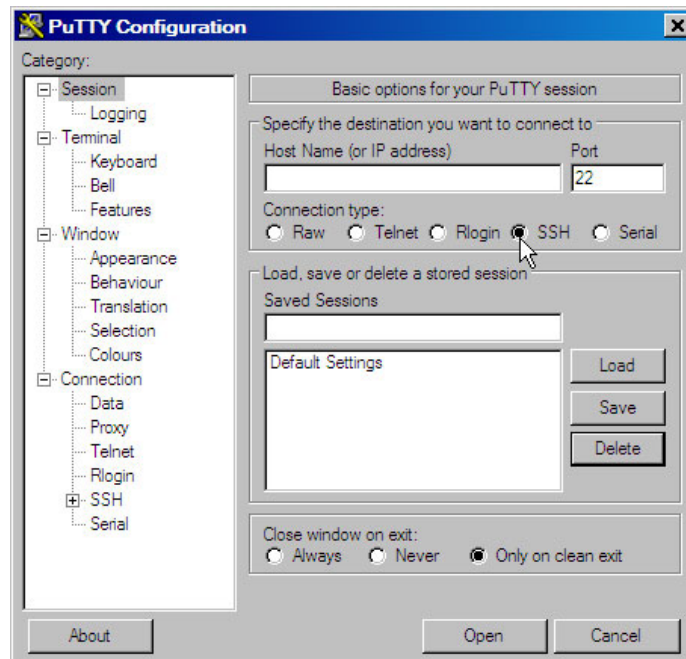 PuTTY Configuration
Category:
Session
Logging
Terminal
Keyboard
Bell
Features
Window
Appearance
Behaviour
Translation
Selection
Colours
Connection
Data
Proxy
Telnet
Rlogin
SSH
Serial
Basic options for your PuTTY session
Specify the destination you want to connect to
Host Name (or IP address) Port
22
Connection type:
Raw Telnet Rlogin SSH Serial
Load, save or delete a stored session
Saved Sessions
Default Settings
Load
Save
Delete
Close window on exit:
Always Never Only on clean exit
About Open Cancel